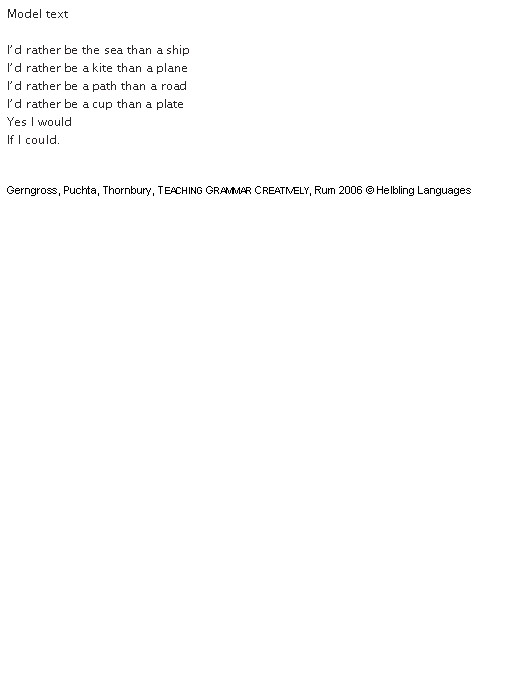 Model text
I'd rather be the sea than a ship
I'd rather be a kite than a plane
I'd rather be a path than a road
I'd rather be a cup than a plate
Yes I would
If I could.
Gerngross, Puchta, Thornbury, TEACHING GRAMMAR CREATIVELY, Rum 2006 © Helbling Languages